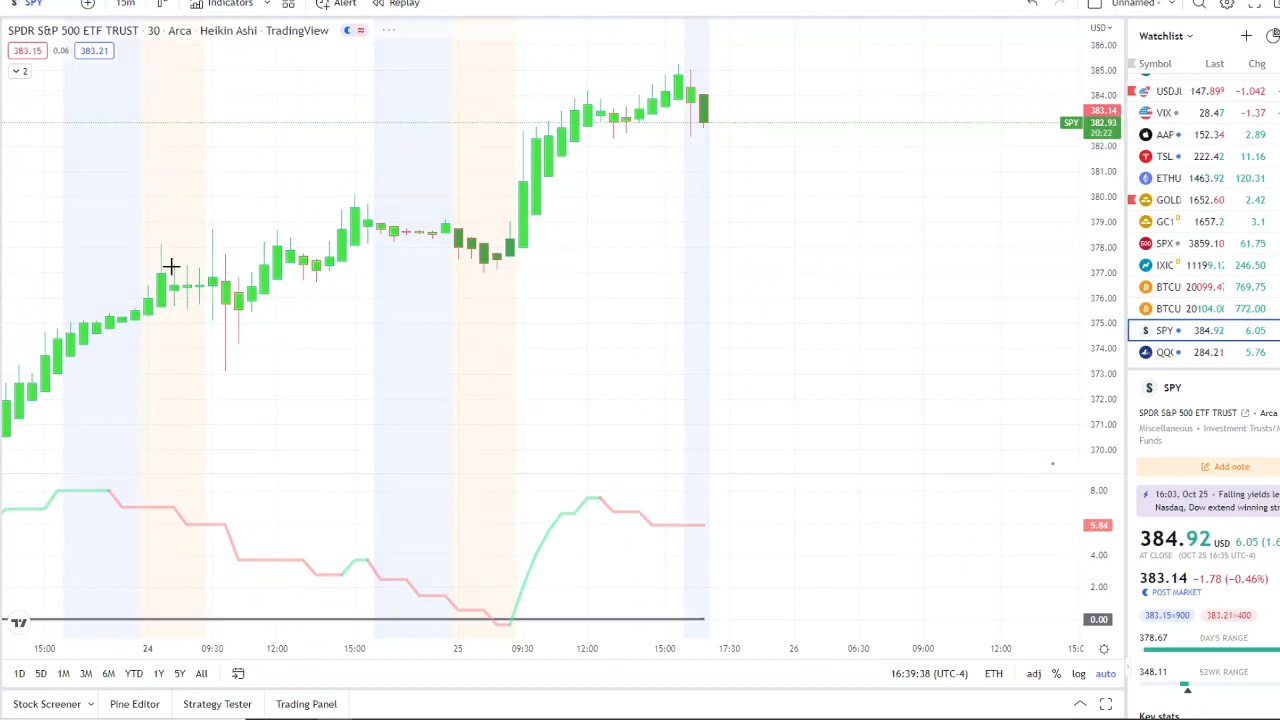 SPY 15m Indicators Alert Replay Unnamed
SPDR S&P 500 ETF TRUST · 30 · Arca · Heikin Ashi · TradingView
383.15 0.06 383.21
2
USD
386.00
385.00
384.00
383.14
SPY 382.93
20:22
382.00
381.00
380.00
379.00
378.00
377.00
376.00
375.00
374.00
373.00
372.00
371.00
370.00
8.00
5.84
4.00
2.00
0.00
15:00 24 09:30 12:00 15:00 25 09:30 12:00 15:00 17:30 26 06:30 09:00 12:00 15:0
1D 5D 1M 3M 6M YTD 1Y 5Y All 16:39:38 (UTC-4) ETH adj % log auto
Stock Screener Pine Editor Strategy Tester Trading Panel
Watchlist
Symbol Last Chg
USDJ 147.899 −1.042
VIX 28.47 −1.37
AAP 152.34 2.89
TSL 222.42 11.16
ETHU 1463.92 120.31
GOLD 1652.60 2.42
GC1 D 1657.2 3.1
SPX 3859.10 61.75
IXIC D 11199.1 246.50
BTCU 20099.4 769.75
BTCU 20104.0 772.00
SPY 384.92 6.05
QQ 284.21 5.76
SPY
SPDR S&P 500 ETF TRUST Arca
Miscellaneous · Investment Trusts/M
Funds
Add note
16:03, Oct 25 · Falling yields le
Nasdaq, Dow extend winning str
384.92 USD 6.05 (1.6
AT CLOSE (OCT 25 16:35 UTC-4)
383.14 −1.78 (−0.46%)
POST MARKET
383.15×900 383.21×400
378.67 DAY'S RANGE
348.11 52WK RANGE
Key stats